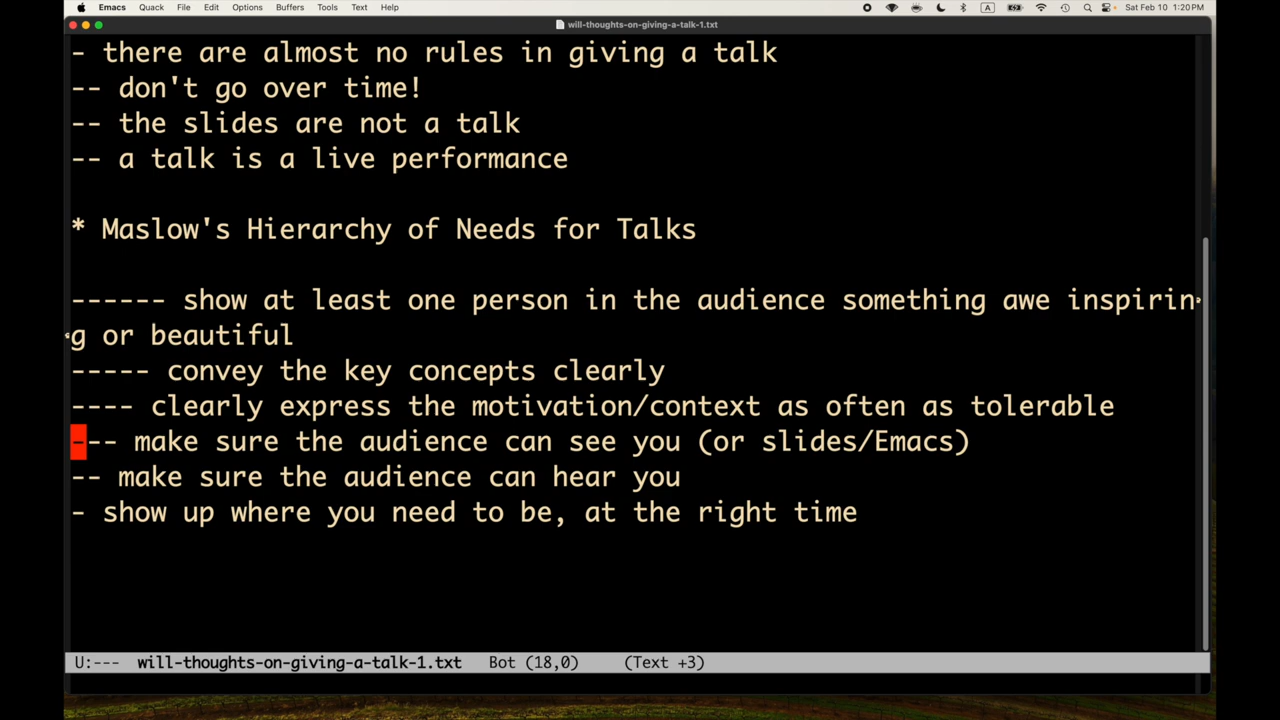 Emacs Quack File Edit Options Buffers Tools Text Help A Sat Feb 10 1:20 PM
will-thoughts-on-giving-a-talk-1.txt
- there are almost no rules in giving a talk
-- don't go over time!
-- the slides are not a talk
-- a talk is a live performance
* Maslow's Hierarchy of Needs for Talks
------ show at least one person in the audience something awe inspirin
g or beautiful
----- convey the key concepts clearly
---- clearly express the motivation/context as often as tolerable
--- make sure the audience can see you (or slides/Emacs)
-- make sure the audience can hear you
- show up where you need to be, at the right time
U:--- will-thoughts-on-giving-a-talk-1.txt Bot (18,0) (Text +3)